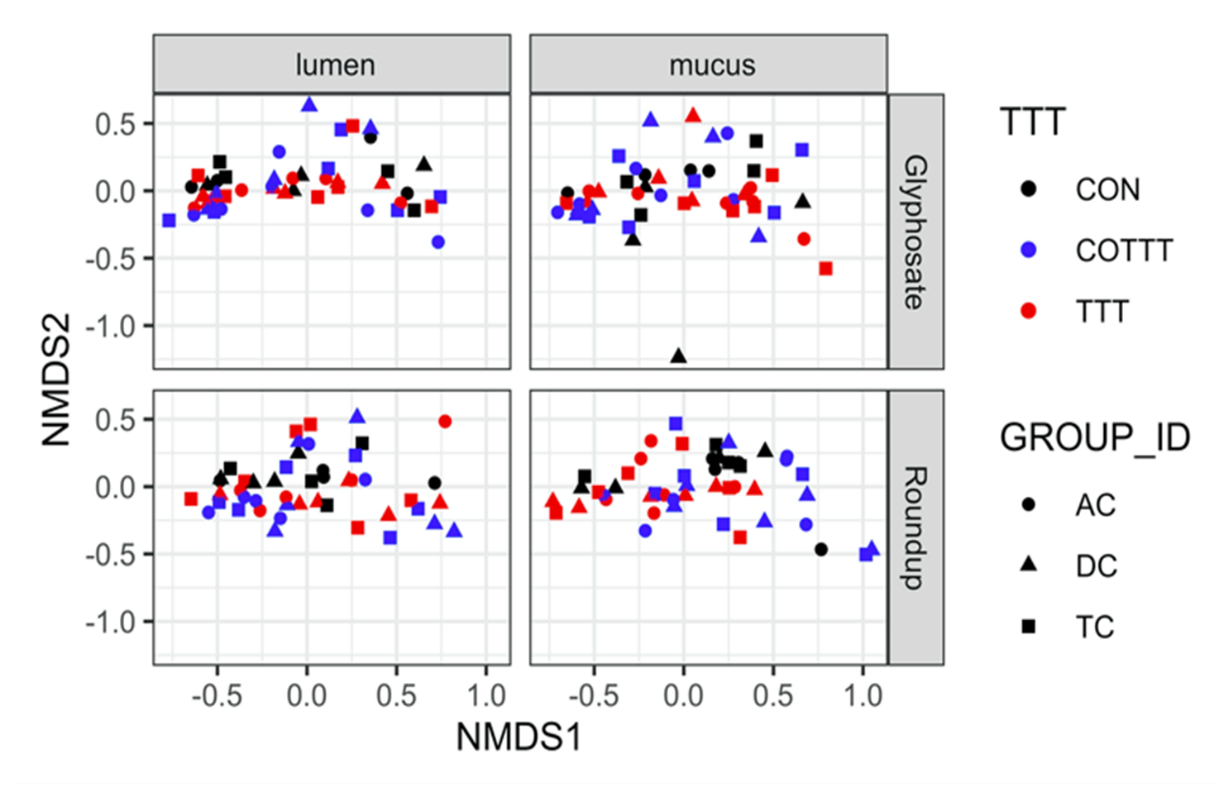 lumen
mucus
TTT
CON
COTTT
TTT
GROUP_ID
AC
DC
TC
Glyphosate
Roundup
NMDS2
0.5
0.0
-0.5
-1.0
0.5
0.0
-0.5
-1.0
-0.5 0.0 0.5 1.0
-0.5 0.0 0.5 1.0
NMDS1